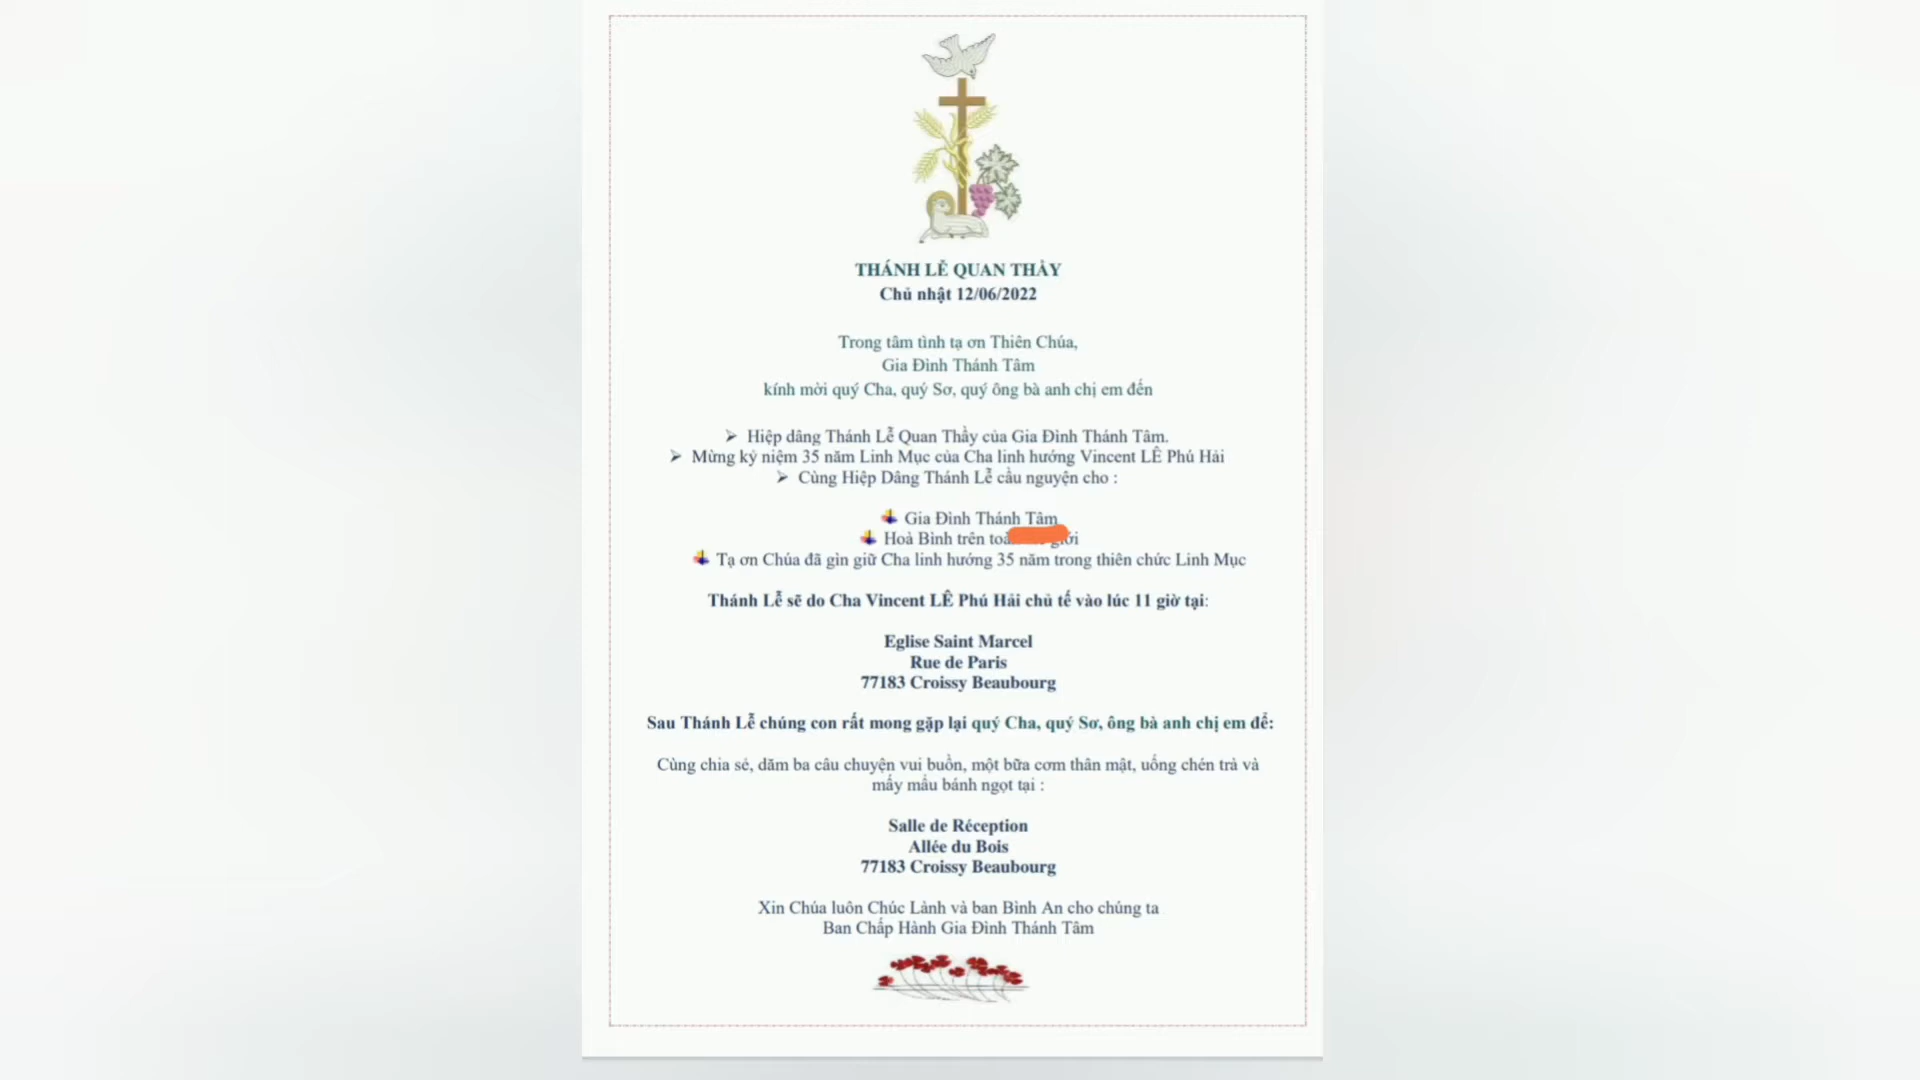 THÁNH LỄ QUAN THẦY
Chủ nhật 12/06/2022
Trong tâm tình tạ ơn Thiên Chúa,
Gia Đình Thánh Tâm
kính mời quý Cha, quý Sơ, quý ông bà anh chị em đến
➢ Hiệp dâng Thánh Lễ Quan Thầy của Gia Đình Thánh Tâm.
➢ Mừng kỷ niệm 35 năm Linh Mục của Cha linh hướng Vincent LÊ Phú Hải
➢ Cùng Hiệp Dâng Thánh Lễ cầu nguyện cho :
Gia Đình Thánh Tâm
Hoà Bình trên giới
Tạ ơn Chúa đã gìn giữ Cha linh hướng 35 năm trong thiên chức Linh Mục
Thánh Lễ sẽ do Cha Vincent LÊ Phú Hải chủ tế vào lúc 11 giờ tại:
Eglise Saint Marcel
Rue de Paris
77183 Croissy Beaubourg
Sau Thánh Lễ chúng con rất mong gặp lại quý Cha, quý Sơ, ông bà anh chị em để:
Cùng chia sẻ, dăm ba câu chuyện vui buồn, một bữa cơm thân mật, uống chén trà và
mấy mẩu bánh ngọt tại :
Salle de Réception
Allée du Bois
77183 Croissy Beaubourg
Xin Chúa luôn Chúc Lành và ban Bình An cho chúng ta
Ban Chấp Hành Gia Đình Thánh Tâm